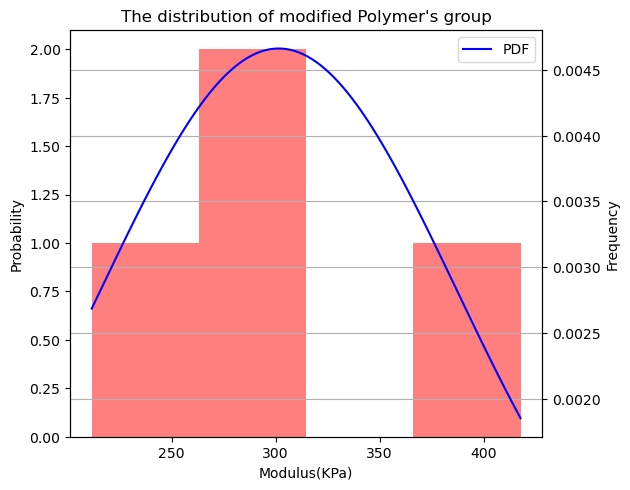 The distribution of modified Polymer's group
PDF
Probability
2.00
1.75
1.50
1.25
1.00
0.75
0.50
0.25
0.00
0.0045
0.0040
0.0035
0.0030
0.0025
0.0020
Frequency
250 300 350 400
Modulus(KPa)